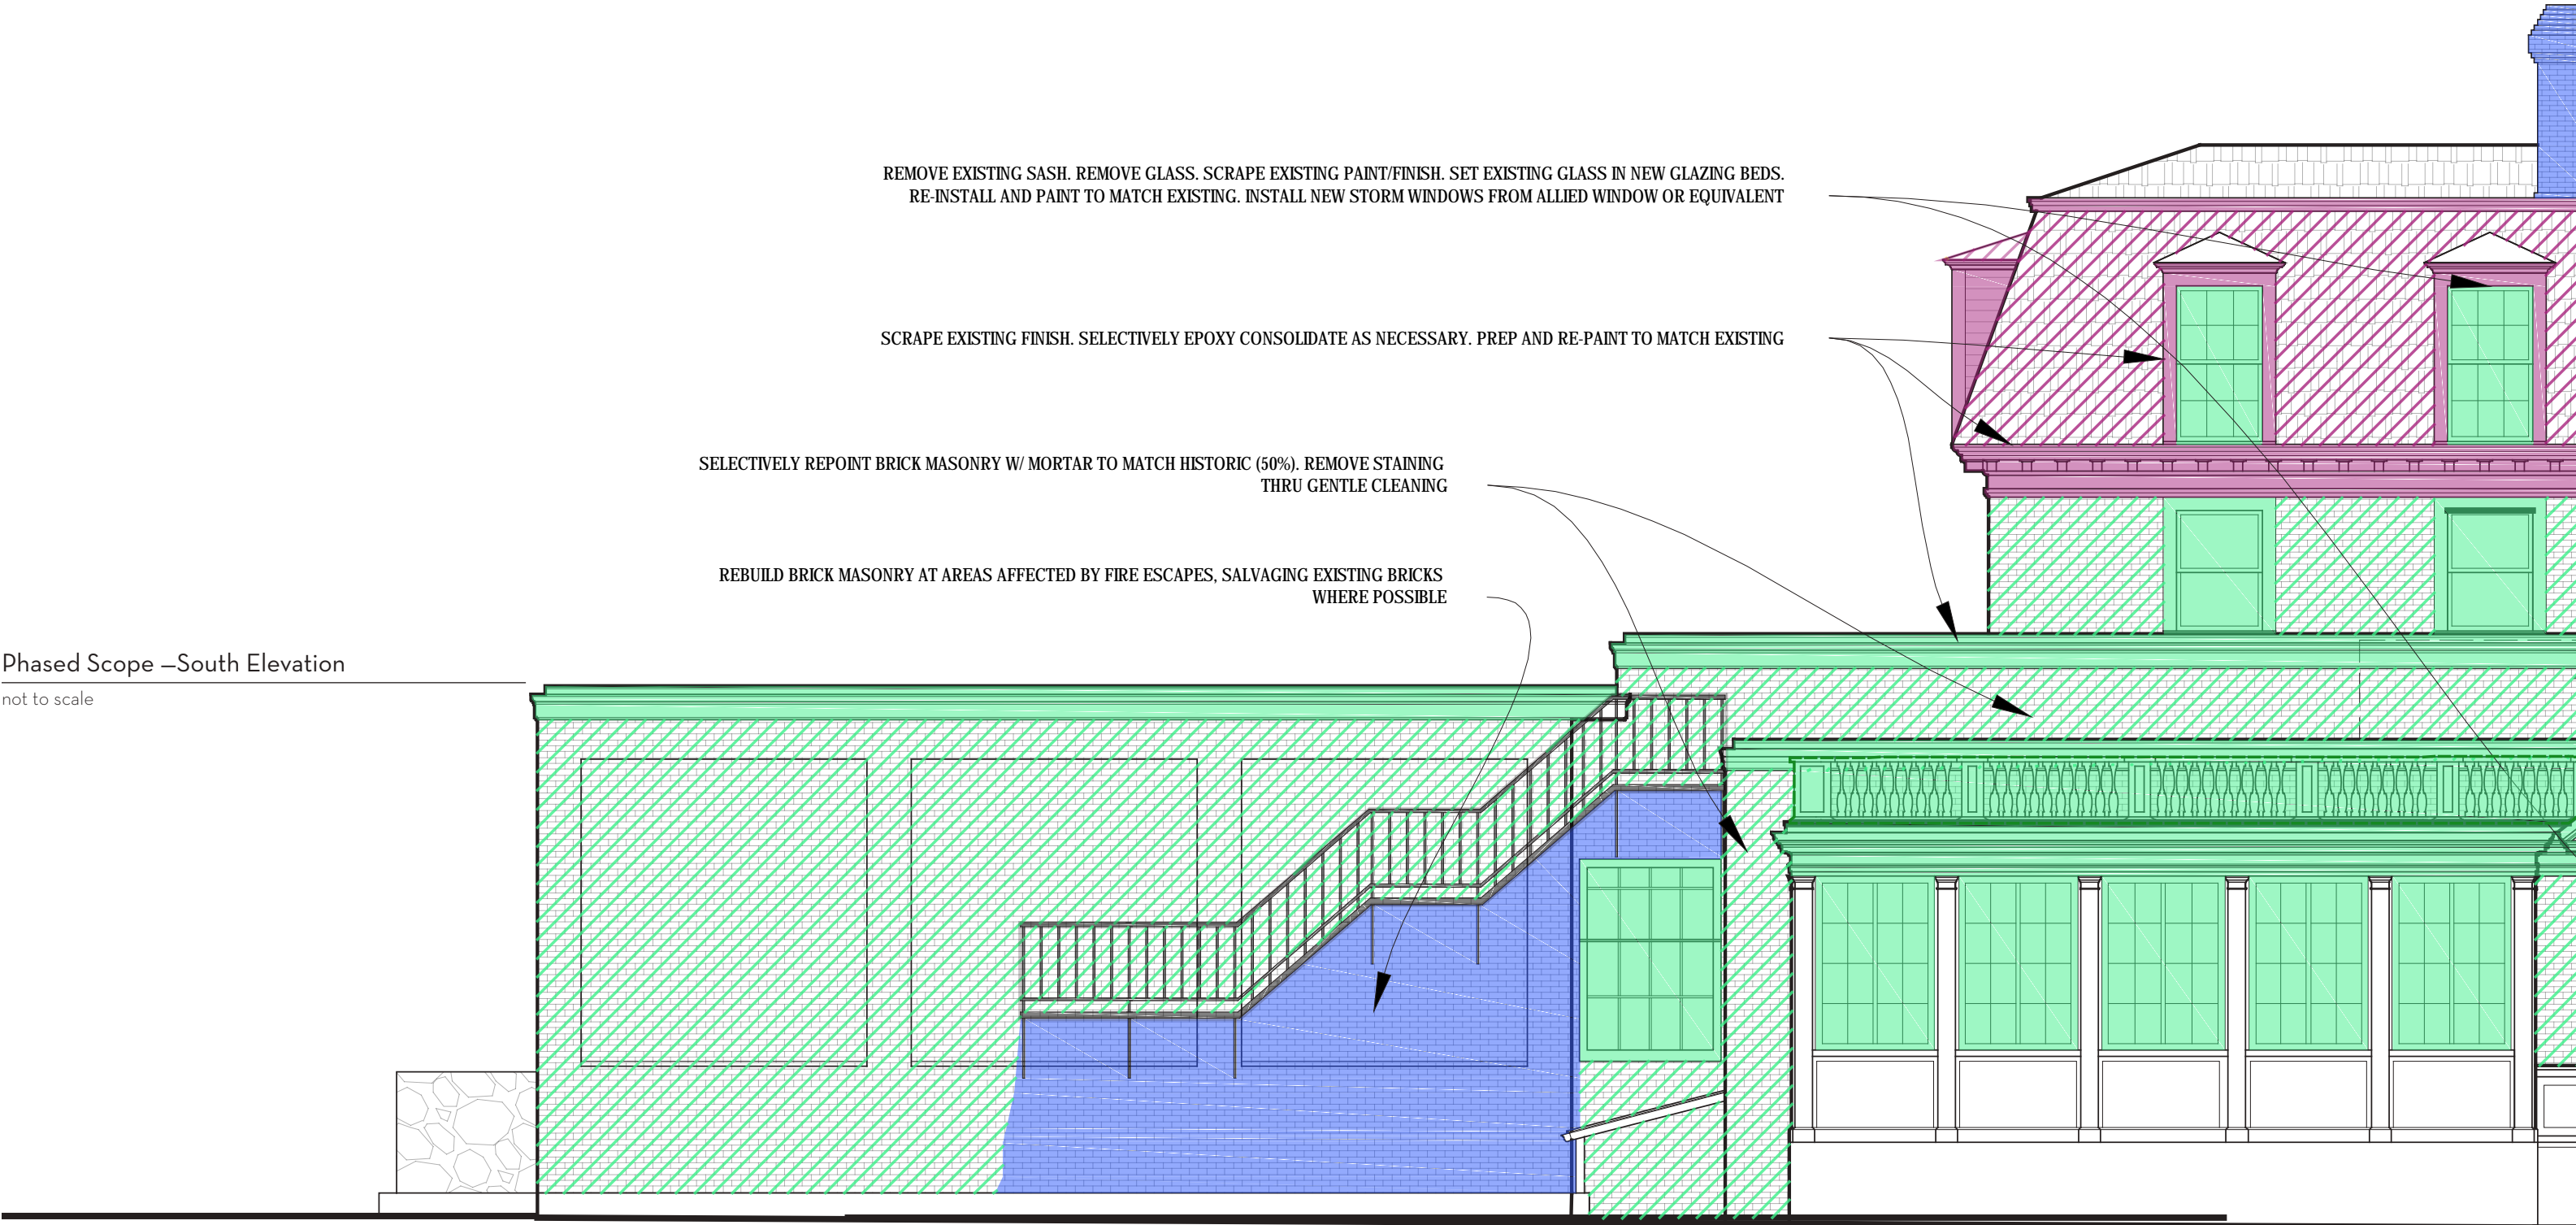 REMOVE EXISTING SASH. REMOVE GLASS. SCRAPE EXISTING PAINT/FINISH. SET EXISTING GLASS IN NEW GLAZING BEDS.
RE-INSTALL AND PAINT TO MATCH EXISTING. INSTALL NEW STORM WINDOWS FROM ALLIED WINDOW OR EQUIVALENT
SCRAPE EXISTING FINISH. SELECTIVELY EPOXY CONSOLIDATE AS NECESSARY. PREP AND RE-PAINT TO MATCH EXISTING
SELECTIVELY REPOINT BRICK MASONRY W/ MORTAR TO MATCH HISTORIC (50%). REMOVE STAINING
THRU GENTLE CLEANING
REBUILD BRICK MASONRY AT AREAS AFFECTED BY FIRE ESCAPES, SALVAGING EXISTING BRICKS
WHERE POSSIBLE
Phased Scope —South Elevation
not to scale